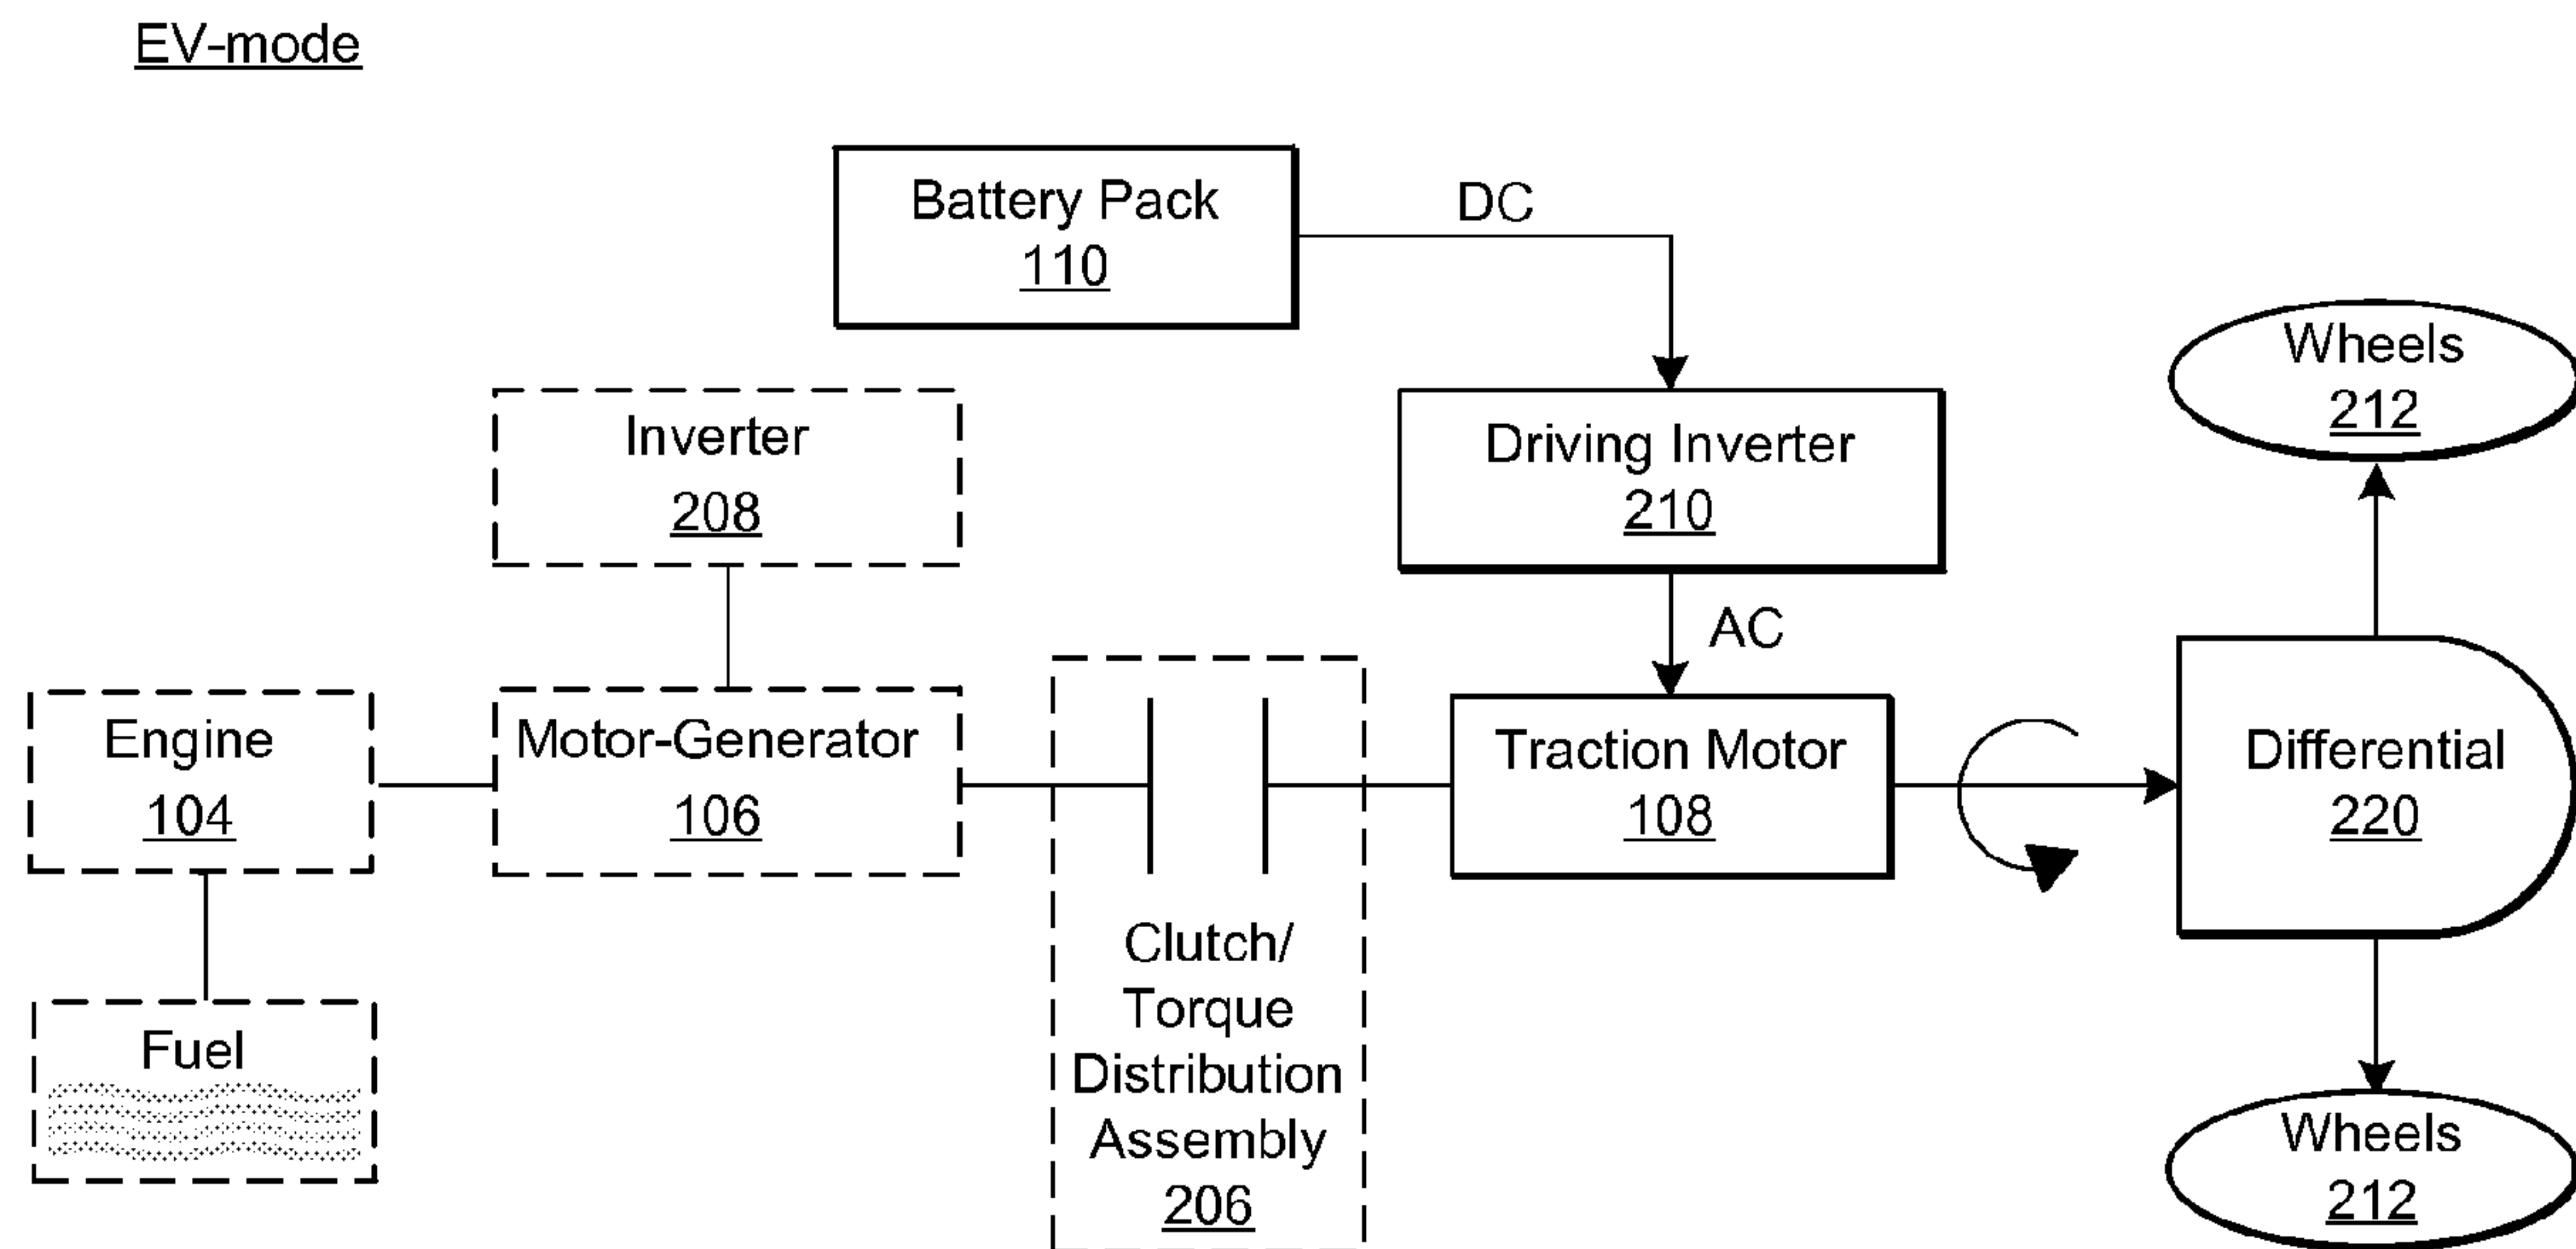 EV-mode
Battery Pack
110
DC
Wheels
212
Inverter
208
Driving Inverter
210
AC
Engine
104
Motor-Generator
106
Traction Motor
108
Differential
220
Clutch/
Torque
Distribution
Assembly
206
Fuel
Wheels
212